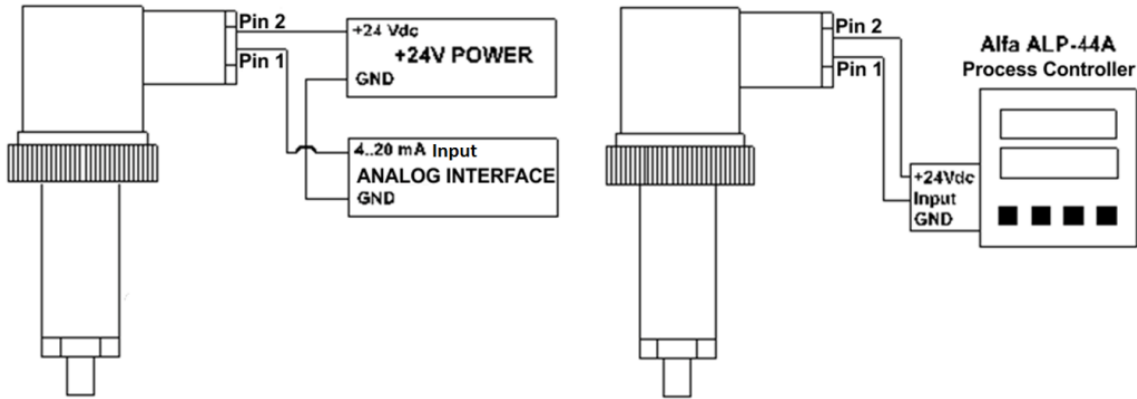 Pin 2
Pin 1
+24 Vdc
+24V POWER
GND
4..20 mA Input
ANALOG INTERFACE
GND
Pin 2
Pin 1
Alfa ALP-44A
Process Controller
+24Vdc
Input
GND